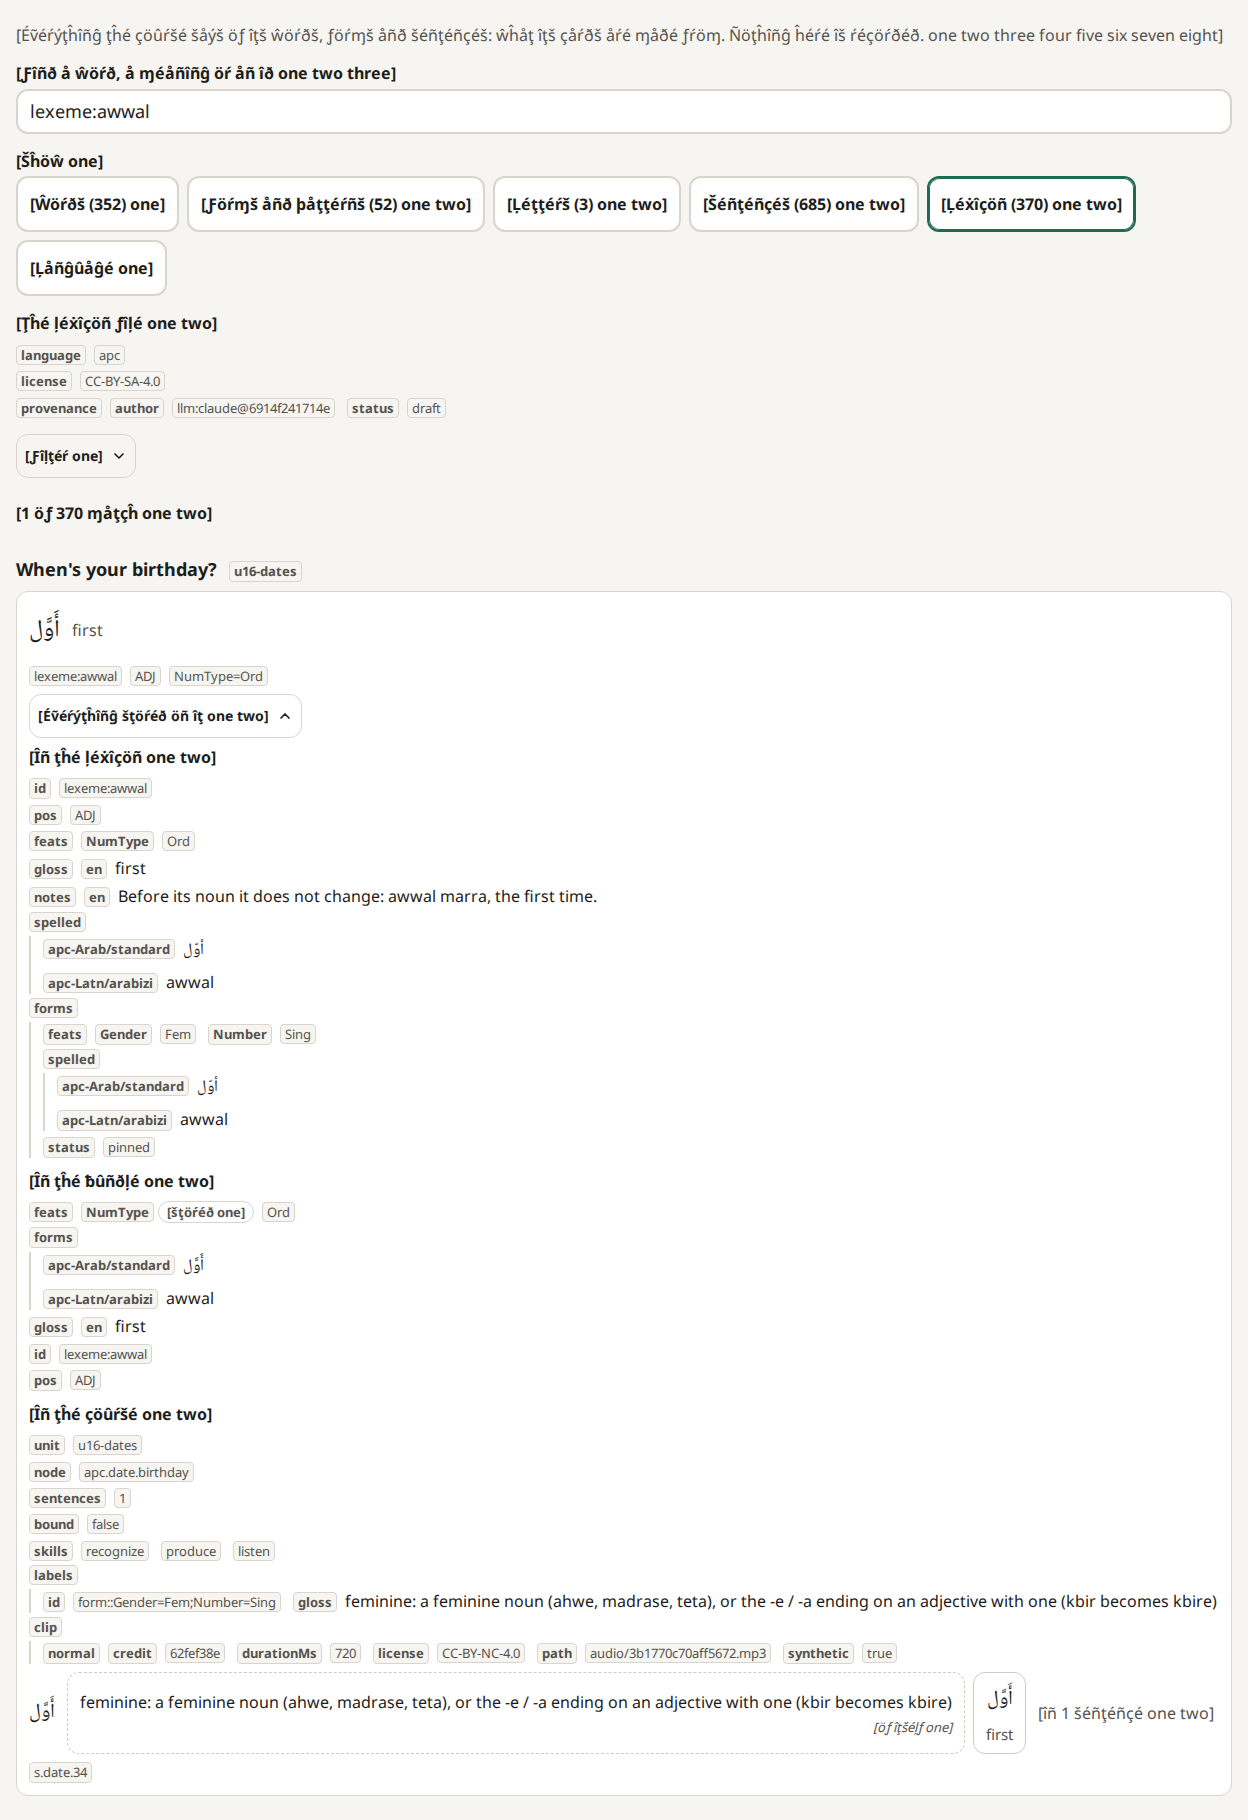 [Éṽéŕýţĥîñĝ ţĥé çöûŕšé šåýš öƒ îţš ŵöŕðš, ƒöŕɱš åñð šéñţéñçéš: ŵĥåţ îţš çåŕðš åŕé ɱåðé ƒŕöɱ. Ñöţĥîñĝ ĥéŕé îš ŕéçöŕðéð. one two three four five six seven eight]
[Ƒîñð å ŵöŕð, å ɱéåñîñĝ öŕ åñ îð one two three]
lexeme:awwal
[Šĥöŵ one]
[Ŵöŕðš (352) one] [Ƒöŕɱš åñð þåţţéŕñš (52) one two] [Ļéţţéŕš (3) one two] [Šéñţéñçéš (685) one two] [Ļéẋîçöñ (370) one two]
[Ļåñĝûåĝé one]
[Ţĥé ļéẋîçöñ ƒîļé one two]
language apc
license CC-BY-SA-4.0
provenance author llm:claude@6914f241714e status draft
[Ƒîļţéŕ one]
[1 öƒ 370 ɱåţçĥ one two]
When's your birthday? u16-dates
أَوَّل first
lexeme:awwal ADJ NumType=Ord
[Éṽéŕýţĥîñĝ šţöŕéð öñ îţ one two]
[Îñ ţĥé ļéẋîçöñ one two]
id lexeme:awwal
pos ADJ
feats NumType Ord
gloss en first
notes en Before its noun it does not change: awwal marra, the first time.
spelled
apc-Arab/standard أوّل
apc-Latn/arabizi awwal
forms
feats Gender Fem Number Sing
spelled
apc-Arab/standard أوّل
apc-Latn/arabizi awwal
status pinned
[Îñ ţĥé ƀûñðļé one two]
feats NumType [šţöŕéð one] Ord
forms
apc-Arab/standard أَوَّل
apc-Latn/arabizi awwal
gloss en first
id lexeme:awwal
pos ADJ
[Îñ ţĥé çöûŕšé one two]
unit u16-dates
node apc.date.birthday
sentences 1
bound false
skills recognize produce listen
labels
id form::Gender=Fem;Number=Sing gloss feminine: a feminine noun (ahwe, madrase, teta), or the -e / -a ending on an adjective with one (kbir becomes kbire)
clip
normal credit 62fef38e durationMs 720 license CC-BY-NC-4.0 path audio/3b1770c70aff5672.mp3 synthetic true
أَوَّل feminine: a feminine noun (ahwe, madrase, teta), or the -e / -a ending on an adjective with one (kbir becomes kbire)
[öƒ îţšéļƒ one]
أَوَّل
first
[îñ 1 šéñţéñçé one two]
s.date.34